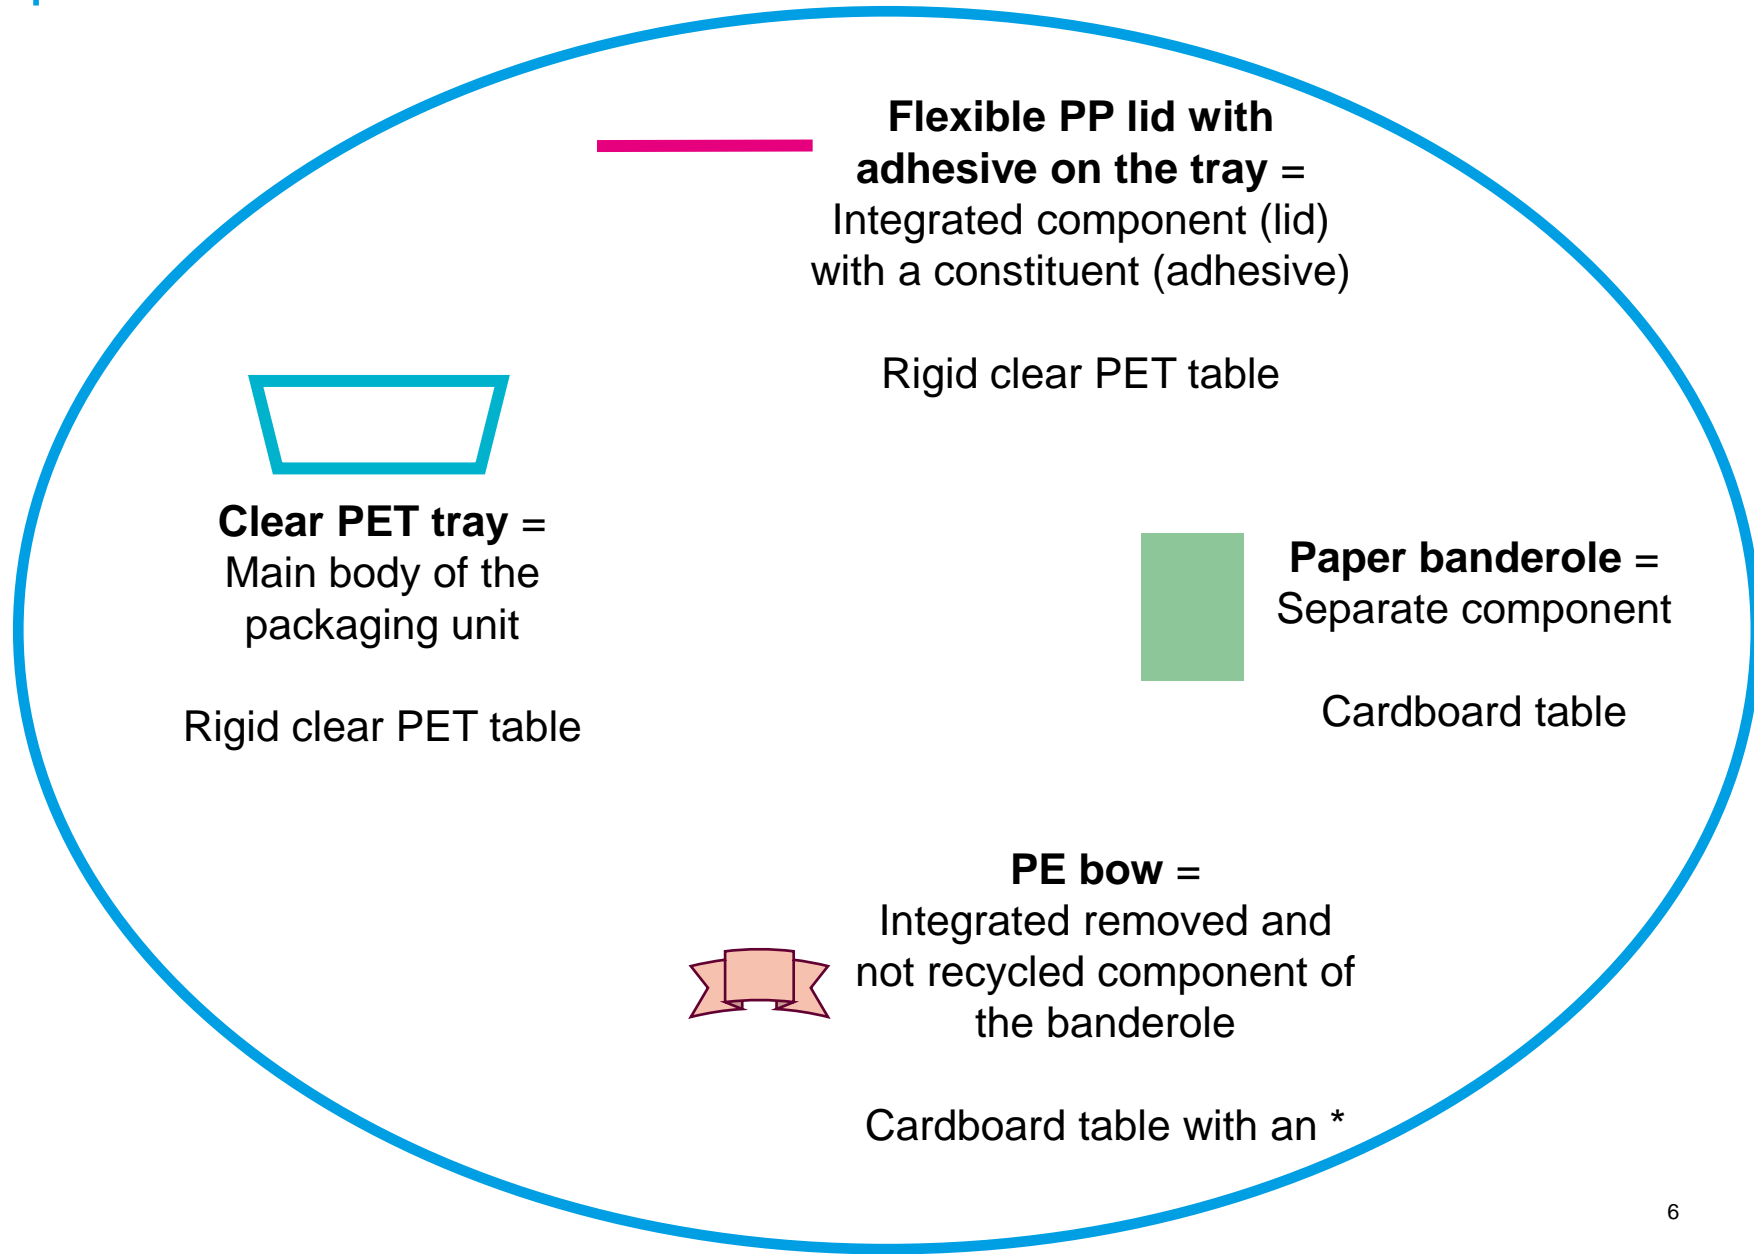 Flexible PP lid with
adhesive on the tray =
Integrated component (lid)
with a constituent (adhesive)
Rigid clear PET table
Clear PET tray =
Main body of the
packaging unit
Rigid clear PET table
Paper banderole =
Separate component
Cardboard table
PE bow =
Integrated removed and
not recycled component of
the banderole
Cardboard table with an *
6